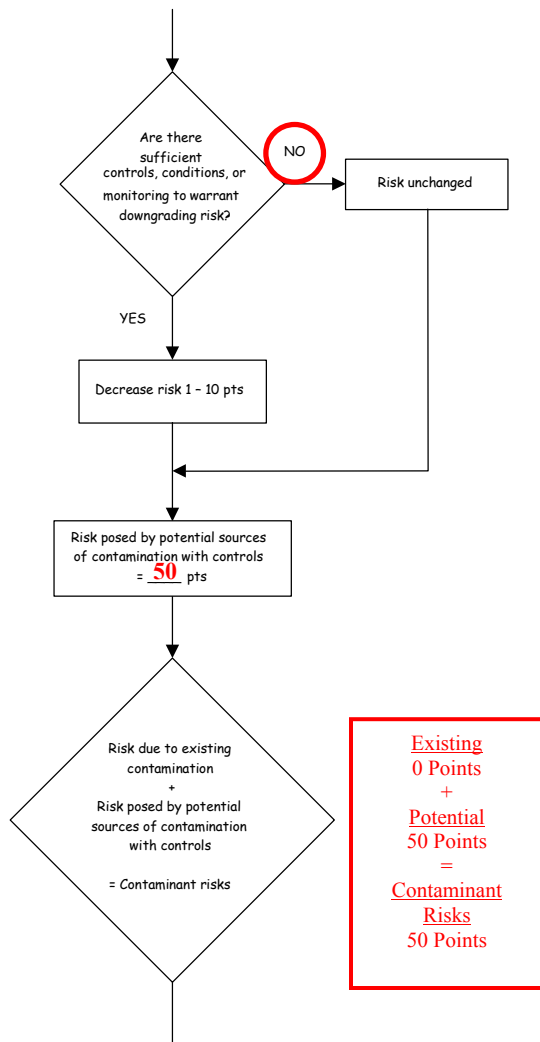 Are there
sufficient
controls, conditions, or
monitoring to warrant
downgrading risk?
NO
Risk unchanged
YES
Decrease risk 1 – 10 pts
Risk posed by potential sources
of contamination with controls
= 50 pts
Risk due to existing
contamination
+
Risk posed by potential
sources of contamination
with controls
= Contaminant risks
Existing
0 Points
+
Potential
50 Points
=
Contaminant
Risks
50 Points